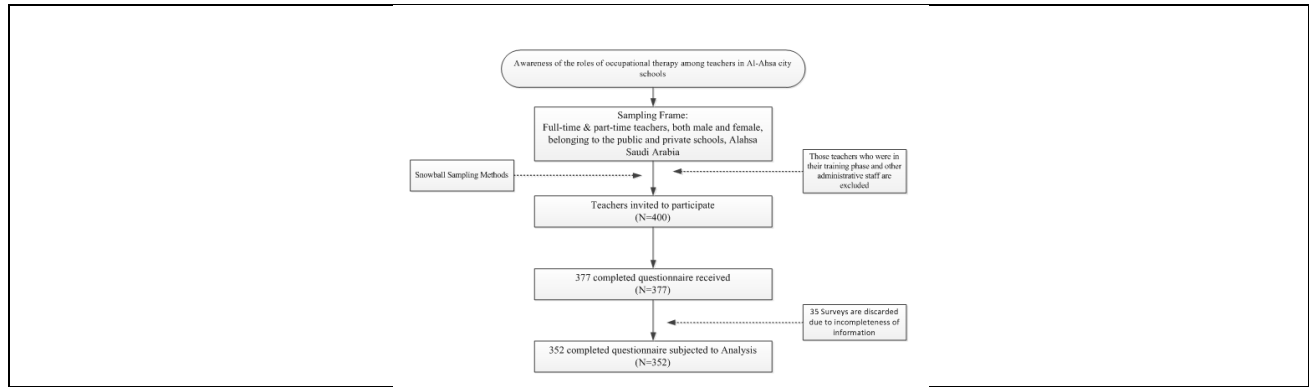 Awareness of the roles of occupational therapy among teachers in Al-Ahsa city
schools
Sampling Frame:
Full-time & part-time teachers, both male and female,
belonging to the public and private schools, Alahsa
Saudi Arabia
Snowball Sampling Methods
Those teachers who were in
their training phase and other
administrative staff are
excluded
Teachers invited to participate
(N=400)
377 completed questionnaire received
(N=377)
35 Surveys are discarded
due to incompleteness of
information
352 completed questionnaire subjected to Analysis
(N=352)